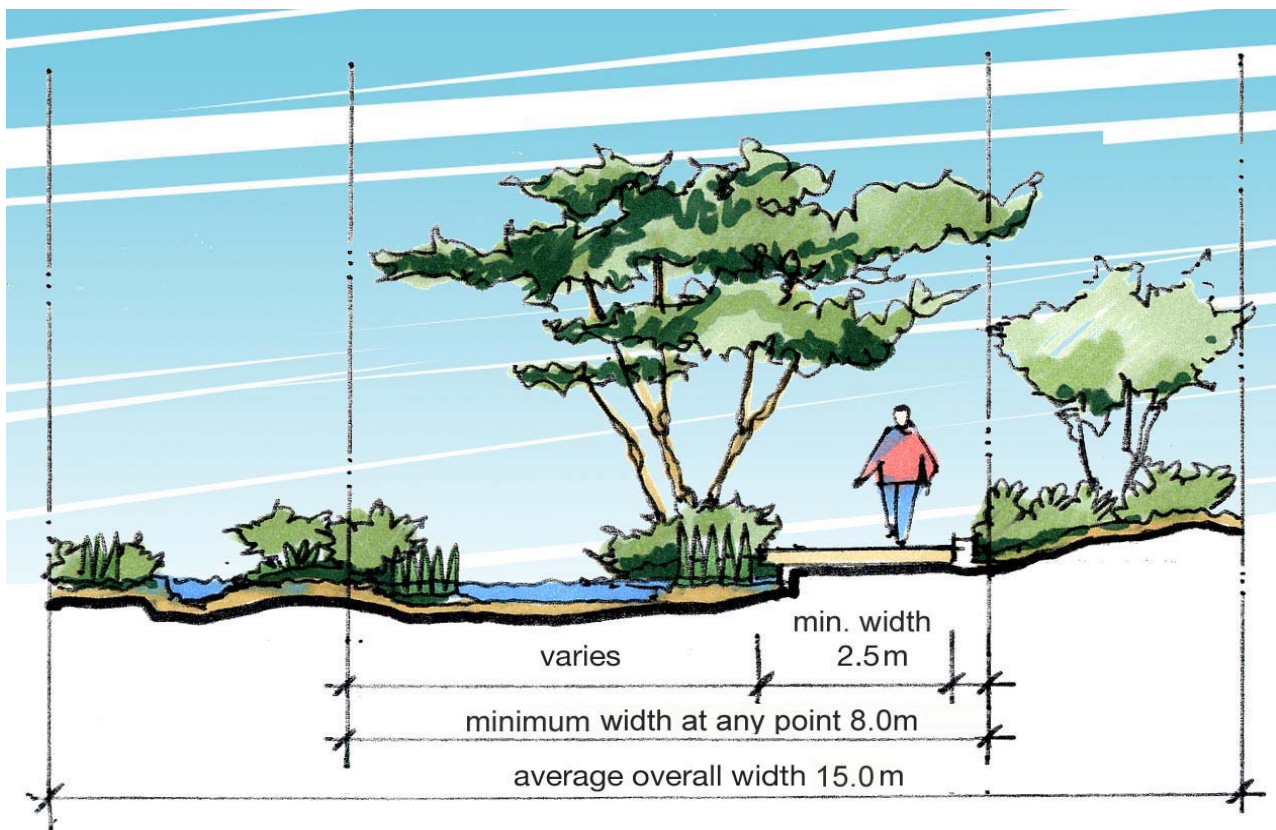 varies
min. width
2.5m
minimum width at any point 8.0m
average overall width 15.0m